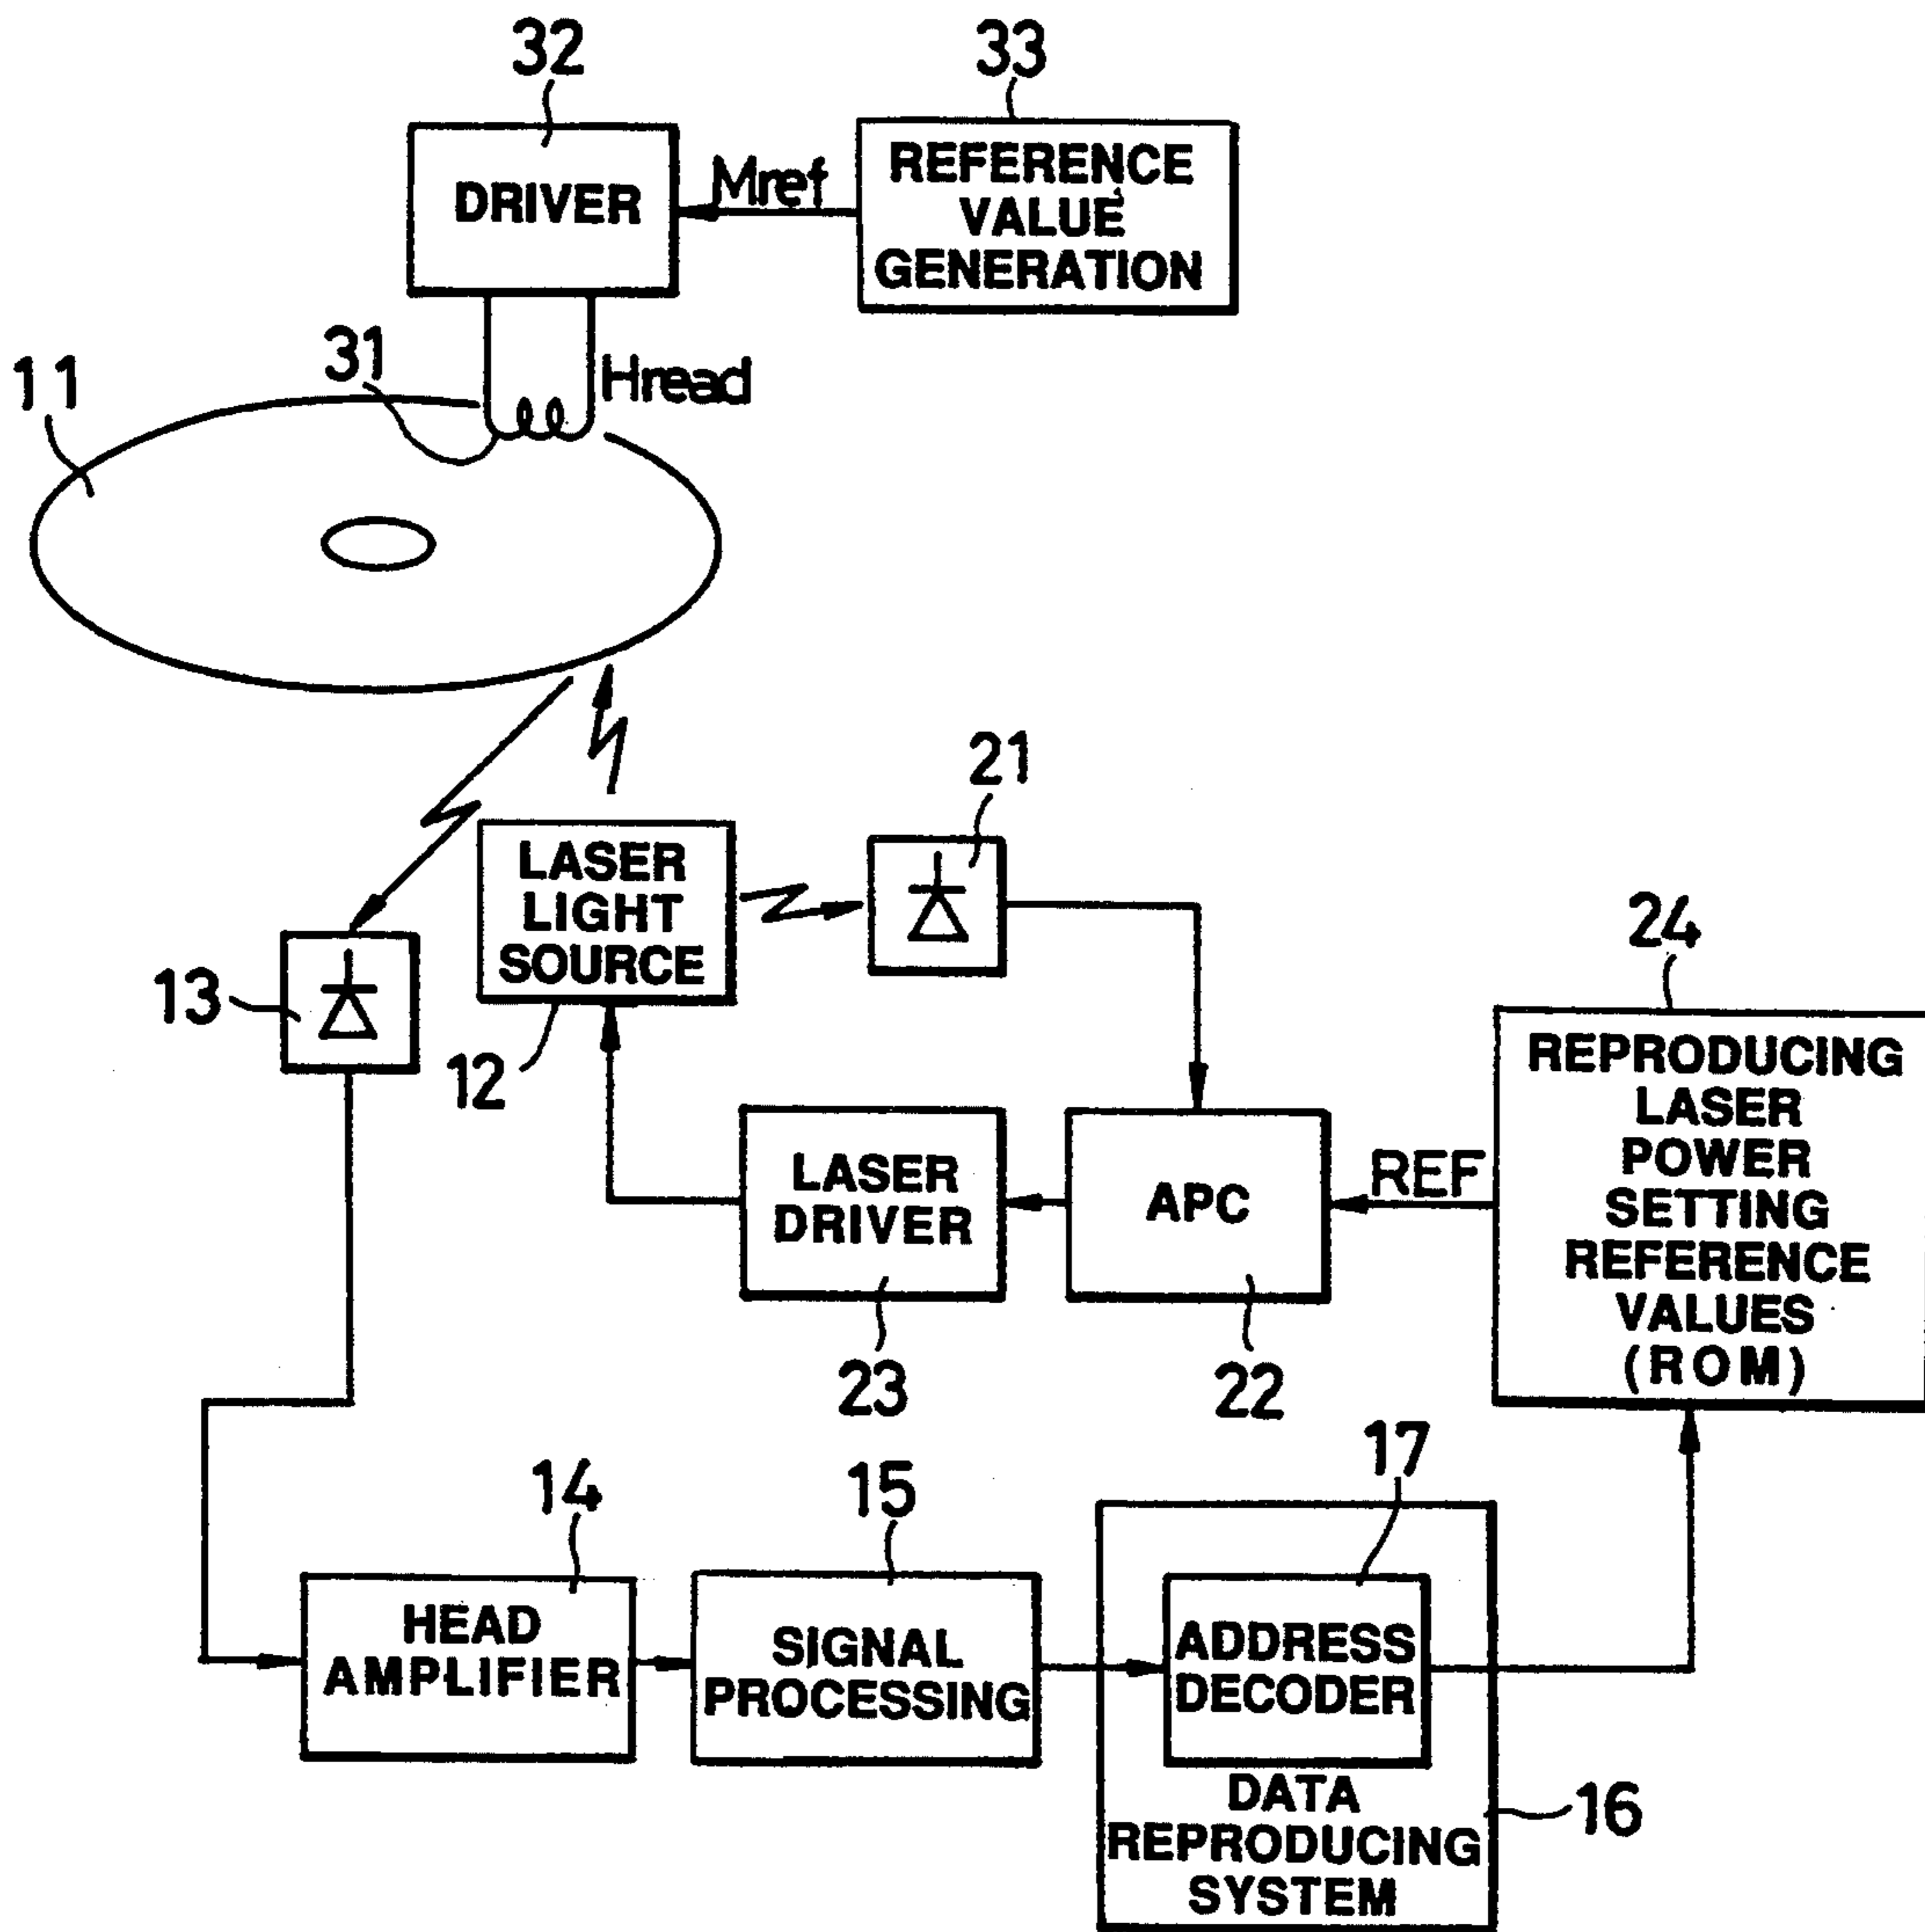 32
33
DRIVER
Mref
REFERENCE
VALUE
GENERATION
31
11
Hread
21
LASER
LIGHT
SOURCE
24
13
12
REPRODUCING
LASER
POWER
SETTING
REFERENCE
VALUES
(ROM)
LASER
DRIVER
APC
REF
23
22
17
14
15
HEAD
AMPLIFIER
SIGNAL
PROCESSING
ADDRESS
DECODER
DATA
REPRODUCING
SYSTEM
16